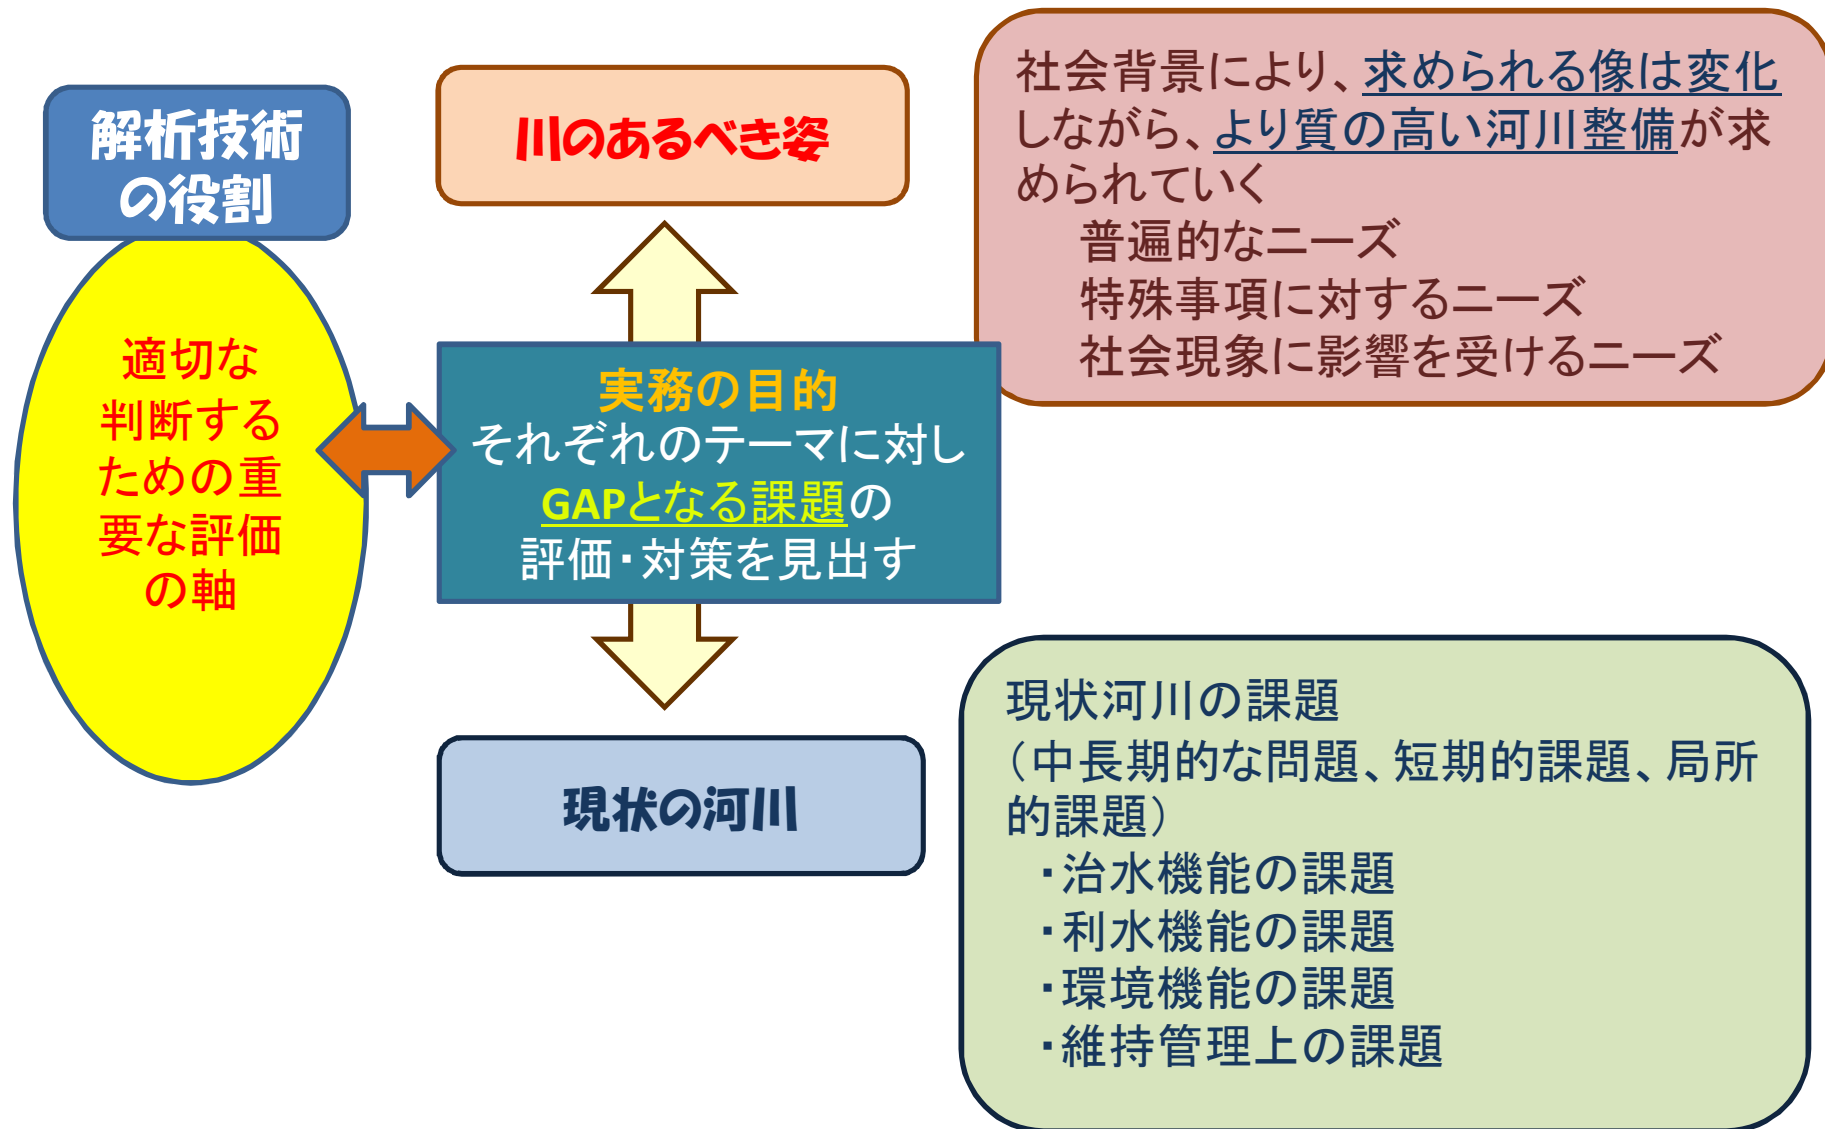 解析技術
の役割
適切な
判断する
ための重
要な評価
の軸
川のあるべき姿
実務の目的
それぞれのテーマに対し
GAPとなる課題の
評価・対策を見出す
現状の河川
社会背景により、求められる像は変化
しながら、より質の高い河川整備が求
められていく
普遍的なニーズ
特殊事項に対するニーズ
社会現象に影響を受けるニーズ
現状河川の課題
（中長期的な問題、短期的課題、局所
的課題）
・治水機能の課題
・利水機能の課題
・環境機能の課題
・維持管理上の課題